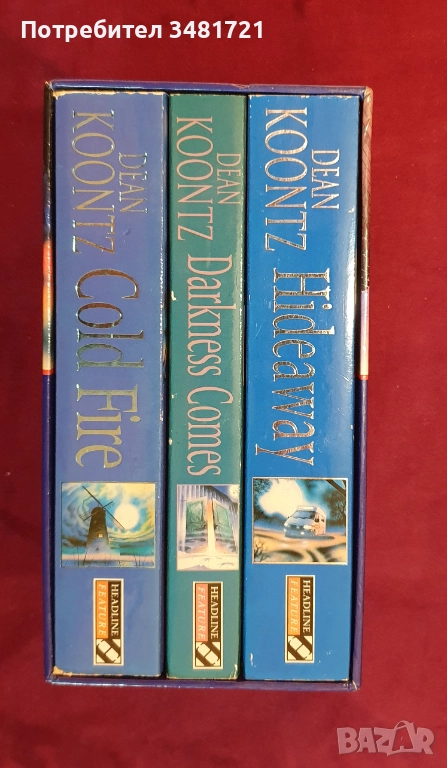 Потребител 3481721
DEAN
KOONTZ
Cold Fire
HEADLINE
FEATURE
DEAN
KOONTZ
Darkness Comes
HEADLINE
FEATURE
DEAN
KOONTZ
Hideaway
HEADLINE
FEATURE
BAZAR